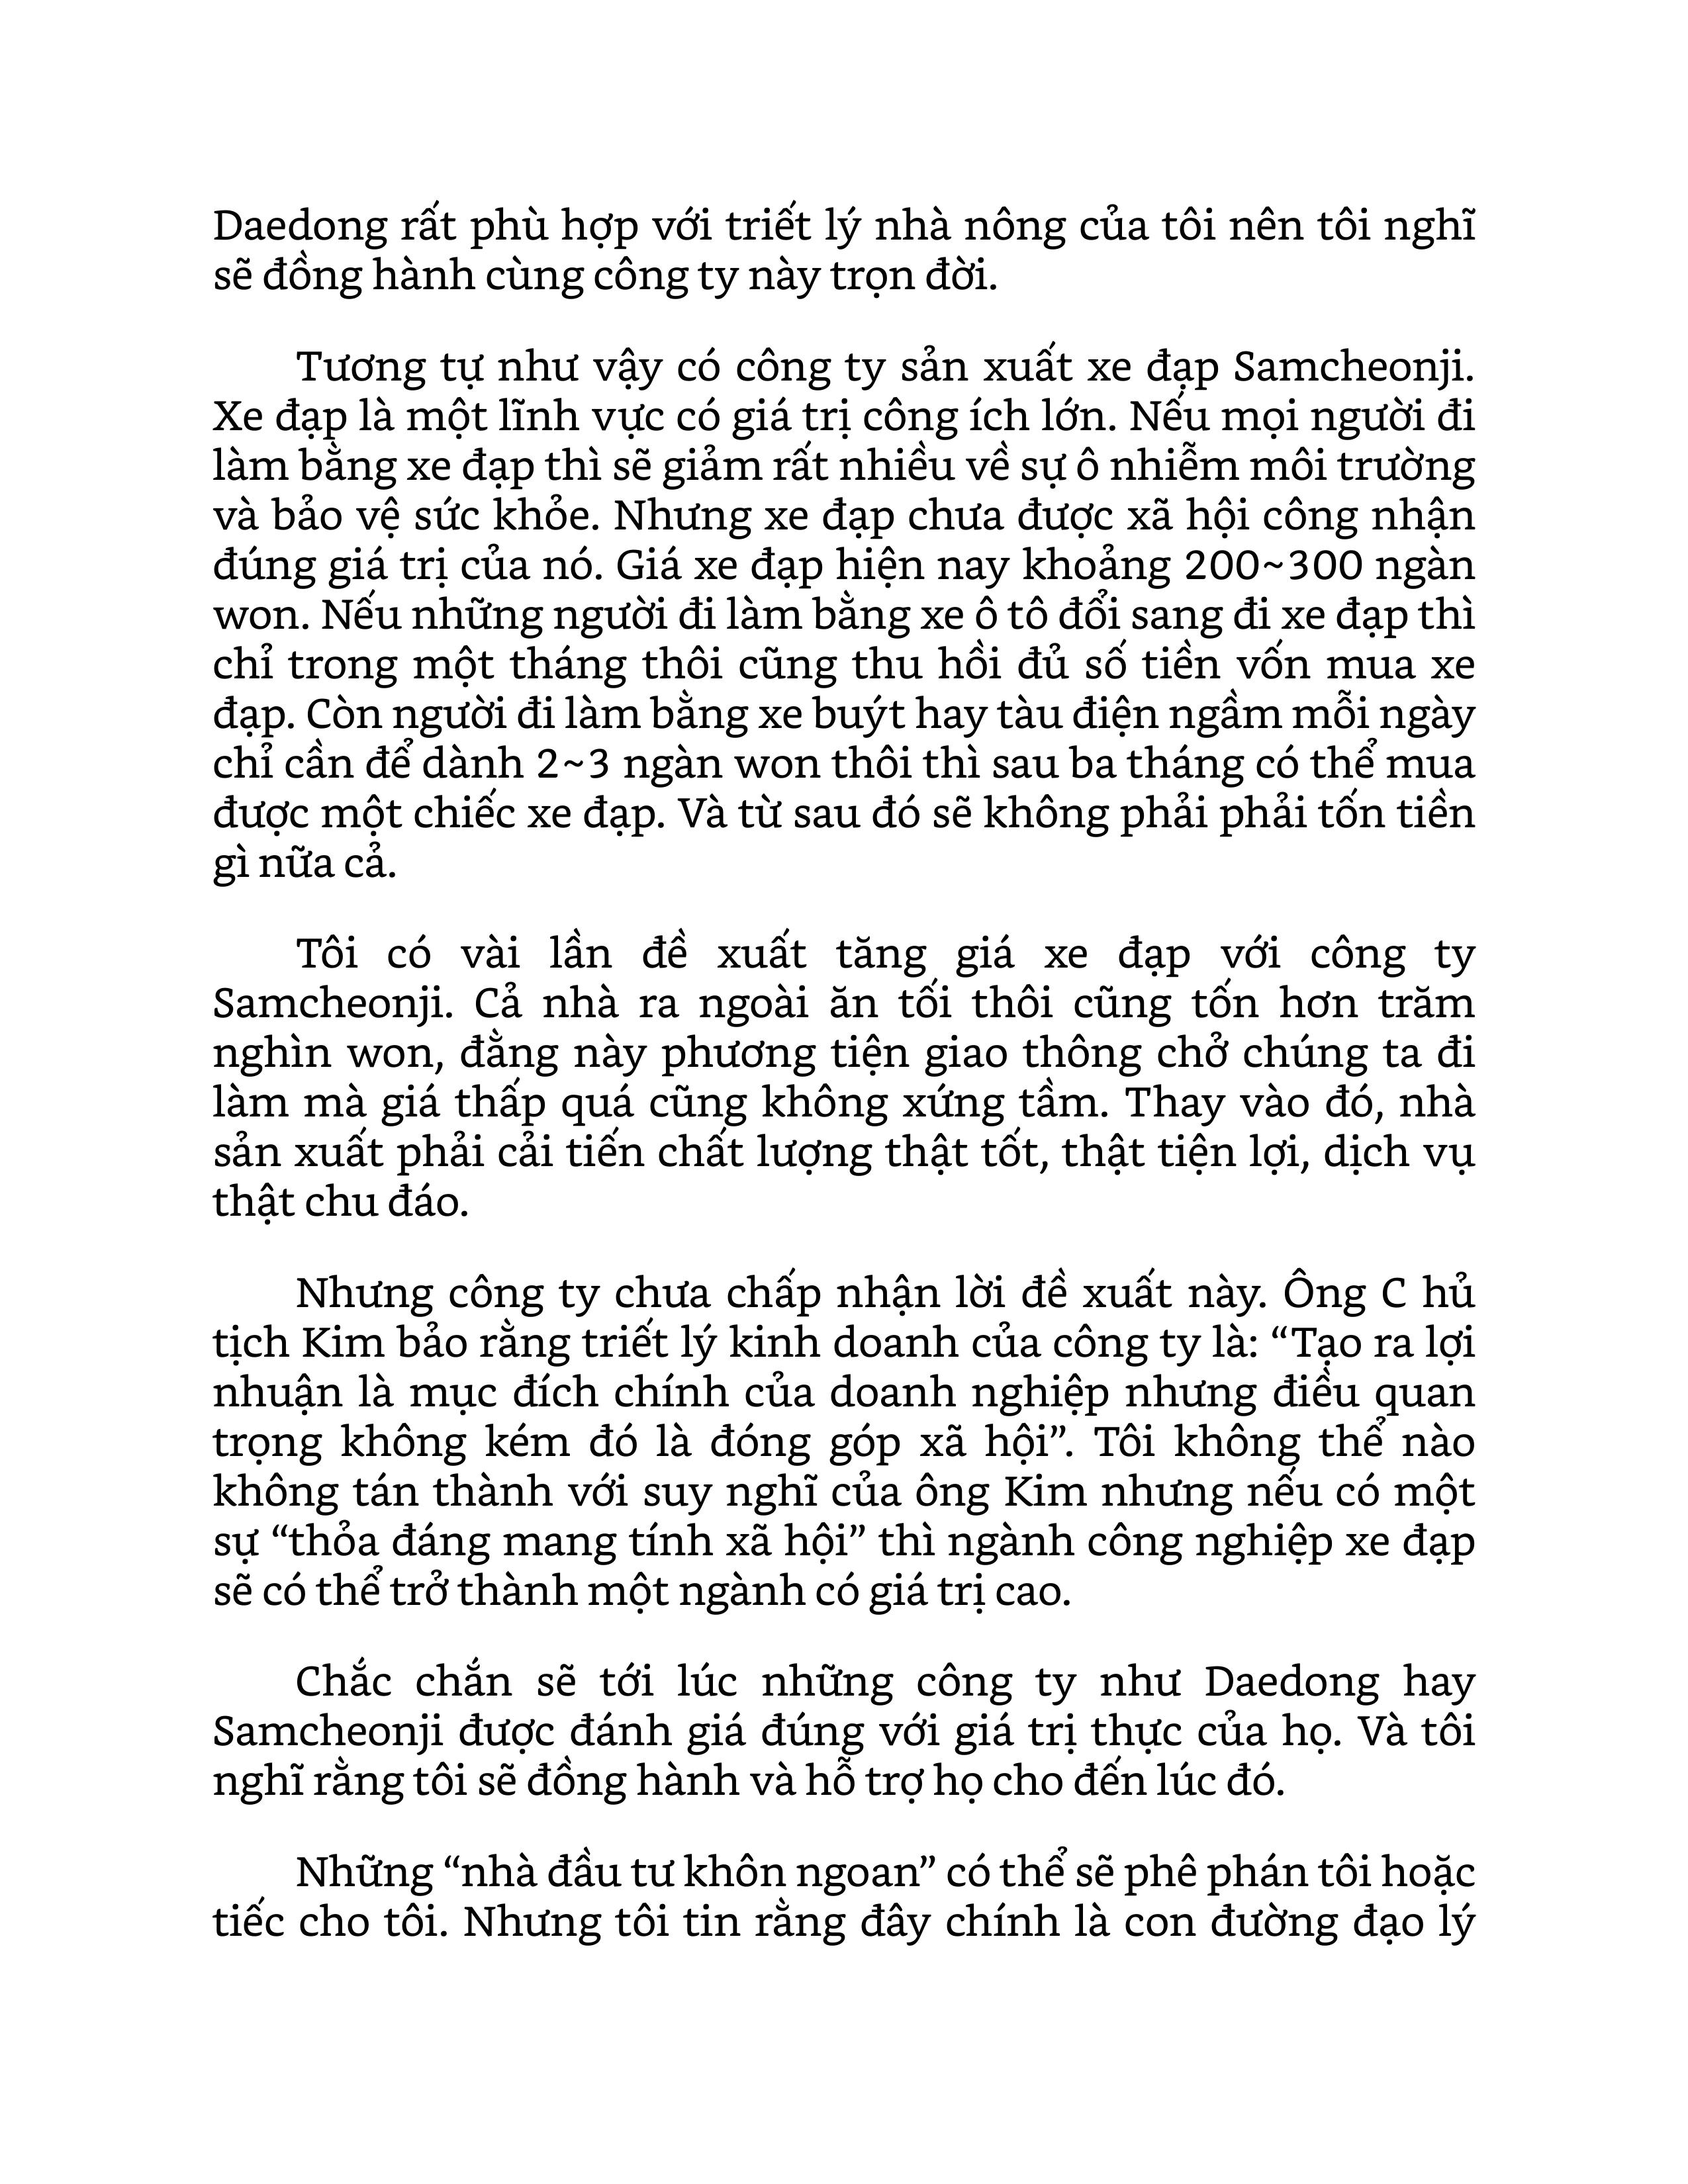 Daedong rất phù hợp với triết lý nhà nông của tôi nên tôi nghĩ
sẽ đồng hành cùng công ty này trọn đời.
Tương tự như vậy có công ty sản xuất xe đạp Samcheonji.
Xe đạp là một lĩnh vực có giá trị công ích lớn. Nếu mọi người đi
làm bằng xe đạp thì sẽ giảm rất nhiều về sự ô nhiễm môi trường
và bảo vệ sức khỏe. Nhưng xe đạp chưa được xã hội công nhận
đúng giá trị của nó. Giá xe đạp hiện nay khoảng 200~300 ngàn
won. Nếu những người đi làm bằng xe ô tô đổi sang đi xe đạp thì
chỉ trong một tháng thôi cũng thu hồi đủ số tiền vốn mua xe
đạp. Còn người đi làm bằng xe buýt hay tàu điện ngầm mỗi ngày
chỉ cần để dành 2~3 ngàn won thôi thì sau ba tháng có thể mua
được một chiếc xe đạp. Và từ sau đó sẽ không phải phải tốn tiền
gì nữa cả.
Tôi có vài lần đề xuất tăng giá xe đạp với công ty
Samcheonji. Cả nhà ra ngoài ăn tối thôi cũng tốn hơn trăm
nghìn won, đằng này phương tiện giao thông chở chúng ta đi
làm mà giá thấp quá cũng không xứng tầm. Thay vào đó, nhà
sản xuất phải cải tiến chất lượng thật tốt, thật tiện lợi, dịch vụ
thật chu đáo.
Nhưng công ty chưa chấp nhận lời đề xuất này. Ông C hủ
tịch Kim bảo rằng triết lý kinh doanh của công ty là: “Tạo ra lợi
nhuận là mục đích chính của doanh nghiệp nhưng điều quan
trọng không kém đó là đóng góp xã hội”. Tôi không thể nào
không tán thành với suy nghĩ của ông Kim nhưng nếu có một
sự “thỏa đáng mang tính xã hội” thì ngành công nghiệp xe đạp
sẽ có thể trở thành một ngành có giá trị cao.
Chắc chắn sẽ tới lúc những công ty như Daedong hay
Samcheonji được đánh giá đúng với giá trị thực của họ. Và tôi
nghĩ rằng tôi sẽ đồng hành và hỗ trợ họ cho đến lúc đó.
Những “nhà đầu tư khôn ngoan” có thể sẽ phê phán tôi hoặc
tiếc cho tôi. Nhưng tôi tin rằng đây chính là con đường đạo lý